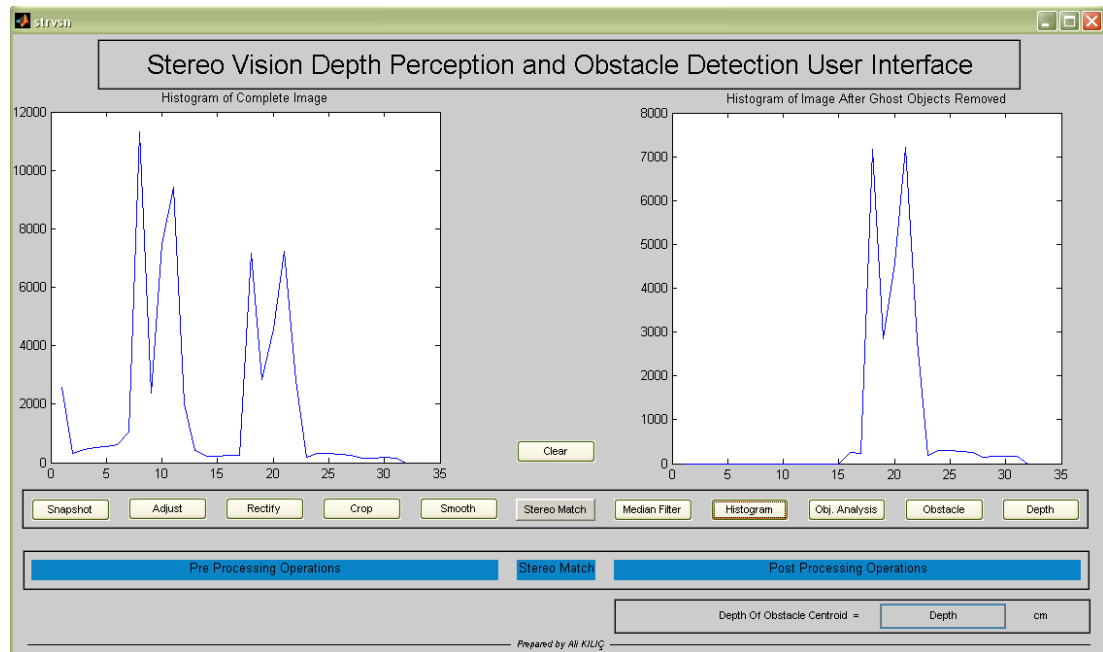 strvsn
Stereo Vision Depth Perception and Obstacle Detection User Interface
Histogram of Complete Image
12000
10000
8000
6000
4000
2000
0
0 5 10 15 20 25 30 35
Histogram of Image After Ghost Objects Removed
8000
7000
6000
5000
4000
3000
2000
1000
0
0 5 10 15 20 25 30 35
Clear
Snapshot Adjust Rectify Crop Smooth Stereo Match Median Filter Histogram Obj. Analysis Obstacle Depth
Pre Processing Operations Stereo Match Post Processing Operations
Depth Of Obstacle Centroid = Depth cm
Prepared by Ali KILIÇ